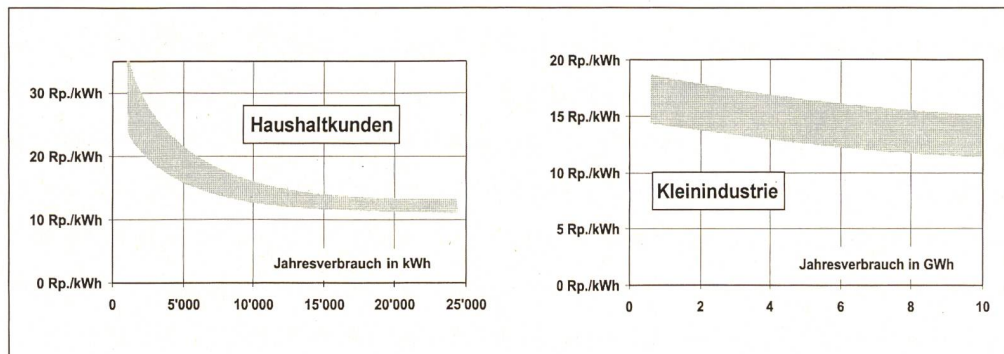 30 Rp./kWh
20 Rp./kWh
10 Rp./kWh
0 Rp./kWh
Haushaltkunden
Jahresverbrauch in kWh
0 5'000 10'000 15'000 20'000 25'000
20 Rp./kWh
15 Rp./kWh
10 Rp./kWh
5 Rp./kWh
0 Rp./kWh
Kleinindustrie
Jahresverbrauch in GWh
0 2 4 6 8 10